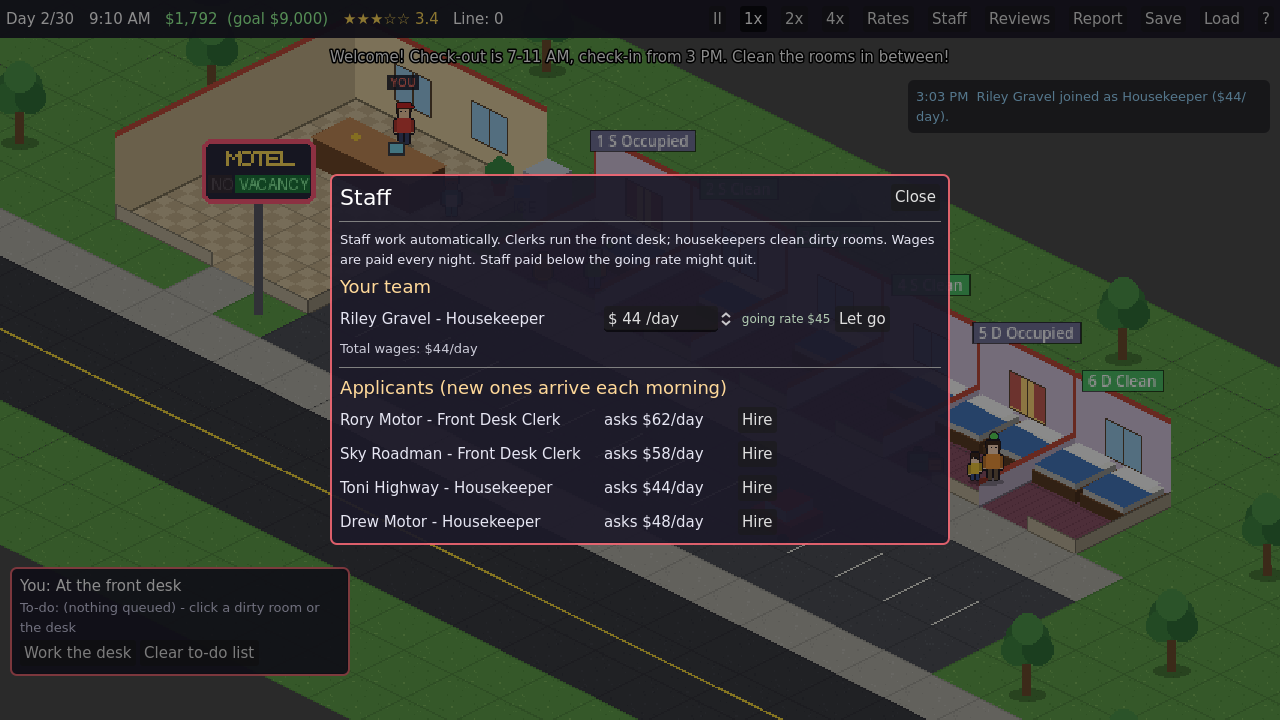 Day 2/30 9:10 AM $1,792 (goal $9,000) ★★★☆☆ 3.4 Line: 0 II 1x 2x 4x Rates Staff Reviews Report Save Load ?
Welcome! Check-out is 7-11 AM, check-in from 3 PM. Clean the rooms in between!
3:03 PM Riley Gravel joined as Housekeeper ($44/
day).
YOU
1 S Occupied
MOTEL
NO VACANCY
2 S Clean
Staff
Close
Staff work automatically. Clerks run the front desk; housekeepers clean dirty rooms. Wages
are paid every night. Staff paid below the going rate might quit.
Your team
Riley Gravel - Housekeeper $ 44 /day going rate $45 Let go
Total wages: $44/day
Applicants (new ones arrive each morning)
Rory Motor - Front Desk Clerk asks $62/day Hire
Sky Roadman - Front Desk Clerk asks $58/day Hire
Toni Highway - Housekeeper asks $44/day Hire
Drew Motor - Housekeeper asks $48/day Hire
4 S Clean
5 D Occupied
6 D Clean
You: At the front desk
To-do: (nothing queued) - click a dirty room or
the desk
Work the desk Clear to-do list